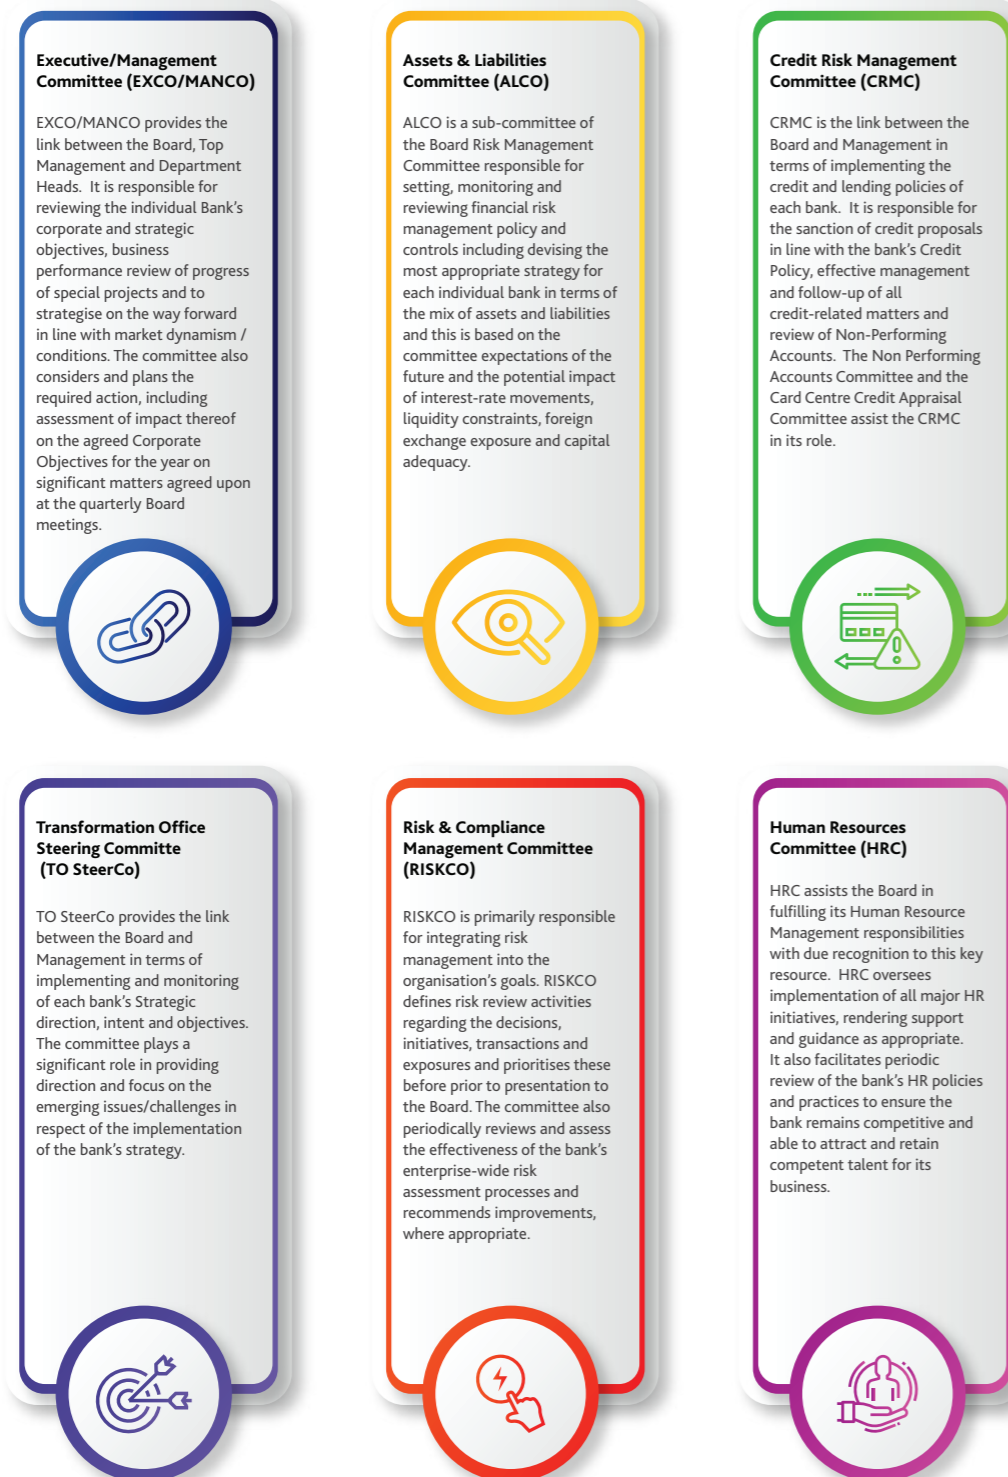 Executive/Management
Committee (EXCO/MANCO)
EXCO/MANCO provides the
link between the Board, Top
Management and Department
Heads. It is responsible for
reviewing the individual Bank's
corporate and strategic
objectives, business
performance review of progress
of special projects and to
strategise on the way forward
in line with market dynamism /
conditions. The committee also
considers and plans the
required action, including
assessment of impact thereof
on the agreed Corporate
Objectives for the year on
significant matters agreed upon
at the quarterly Board
meetings.
Assets & Liabilities
Committee (ALCO)
ALCO is a sub-committee of
the Board Risk Management
Committee responsible for
setting, monitoring and
reviewing financial risk
management policy and
controls including devising the
most appropriate strategy for
each individual bank in terms of
the mix of assets and liabilities
and this is based on the
committee expectations of the
future and the potential impact
of interest-rate movements,
liquidity constraints, foreign
exchange exposure and capital
adequacy.
Credit Risk Management
Committee (CRMC)
CRMC is the link between the
Board and Management in
terms of implementing the
credit and lending policies of
each bank. It is responsible for
the sanction of credit proposals
in line with the bank's Credit
Policy, effective management
and follow-up of all
credit-related matters and
review of Non-Performing
Accounts. The Non Performing
Accounts Committee and the
Card Centre Credit Appraisal
Committee assist the CRMC
in its role.
Transformation Office
Steering Committe
(TO SteerCo)
TO SteerCo provides the link
between the Board and
Management in terms of
implementing and monitoring
of each bank's Strategic
direction, intent and objectives.
The committee plays a
significant role in providing
direction and focus on the
emerging issues/challenges in
respect of the implementation
of the bank's strategy.
Risk & Compliance
Management Committee
(RISKCO)
RISKCO is primarily responsible
for integrating risk
management into the
organisation's goals. RISKCO
defines risk review activities
regarding the decisions,
initiatives, transactions and
exposures and prioritises these
before prior to presentation to
the Board. The committee also
periodically reviews and assess
the effectiveness of the bank's
enterprise-wide risk
assessment processes and
recommends improvements,
where appropriate.
Human Resources
Committee (HRC)
HRC assists the Board in
fulfilling its Human Resource
Management responsibilities
with due recognition to this key
resource. HRC oversees
implementation of all major HR
initiatives, rendering support
and guidance as appropriate.
It also facilitates periodic
review of the bank's HR policies
and practices to ensure the
bank remains competitive and
able to attract and retain
competent talent for its
business.